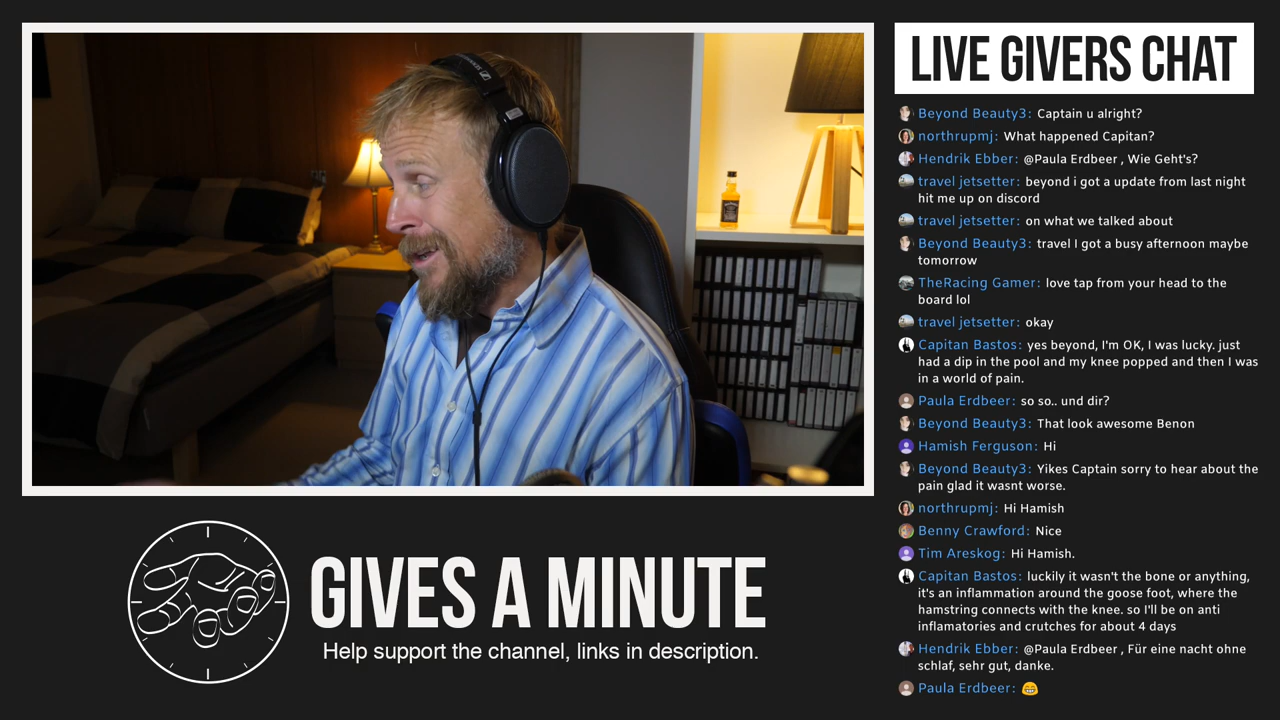 LIVE GIVERS CHAT
Beyond Beauty3: Captain u alright?
northrupmj: What happened Capitan?
Hendrik Ebber: @Paula Erdbeer , Wie Geht's?
travel jetsetter: beyond i got a update from last night
hit me up on discord
travel jetsetter: on what we talked about
Beyond Beauty3: travel I got a busy afternoon maybe
tomorrow
TheRacing Gamer: love tap from your head to the
board lol
travel jetsetter: okay
Capitan Bastos: yes beyond, I'm OK, I was lucky. just
had a dip in the pool and my knee popped and then I was
in a world of pain.
Paula Erdbeer: so so.. und dir?
Beyond Beauty3: That look awesome Benon
Hamish Ferguson: Hi
Beyond Beauty3: Yikes Captain sorry to hear about the
pain glad it wasnt worse.
northrupmj: Hi Hamish
Benny Crawford: Nice
Tim Areskog: Hi Hamish.
Capitan Bastos: luckily it wasn't the bone or anything,
it's an inflammation around the goose foot, where the
hamstring connects with the knee. so I'll be on anti
inflamatories and crutches for about 4 days
Hendrik Ebber: @Paula Erdbeer , Für eine nacht ohne
schlaf, sehr gut, danke.
Paula Erdbeer: 😁
GIVES A MINUTE
Help support the channel, links in description.